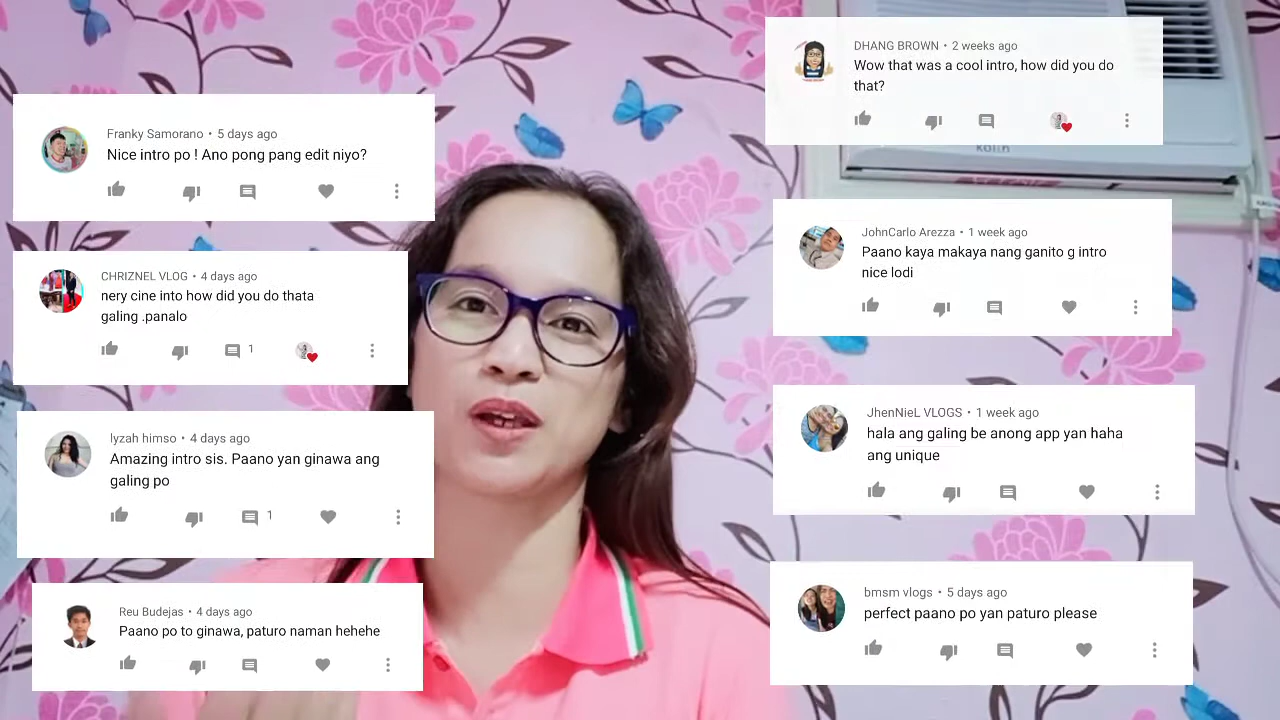 Franky Samorano • 5 days ago
Nice intro po ! Ano pong pang edit niyo?
CHRIZNEL VLOG • 4 days ago
nery cine into how did you do thata
galing .panalo
1
lyzah himso • 4 days ago
Amazing intro sis. Paano yan ginawa ang
galing po
1
Reu Budejas • 4 days ago
Paano po to ginawa, paturo naman hehehe
DHANG BROWN • 2 weeks ago
Wow that was a cool intro, how did you do
that?
kolin
JohnCarlo Arezza • 1 week ago
Paano kaya makaya nang ganito g intro
nice lodi
JhenNieL VLOGS • 1 week ago
hala ang galing be anong app yan haha
ang unique
bmsm vlogs • 5 days ago
perfect paano po yan paturo please